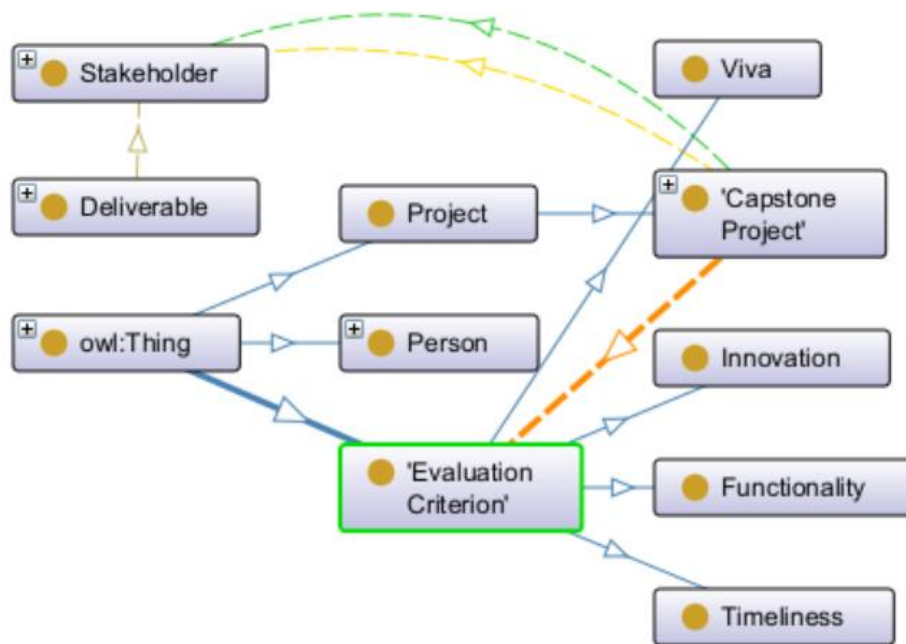 Stakeholder
Viva
Deliverable
Project
'Capstone
Project'
owl:Thing
Person
Innovation
'Evaluation
Criterion'
Functionality
Timeliness